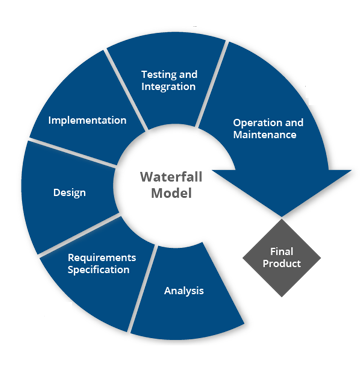 Testing and
Integration
Operation and
Maintenance
Implementation
Waterfall
Model
Design
Requirements
Specification
Final
Product
Analysis